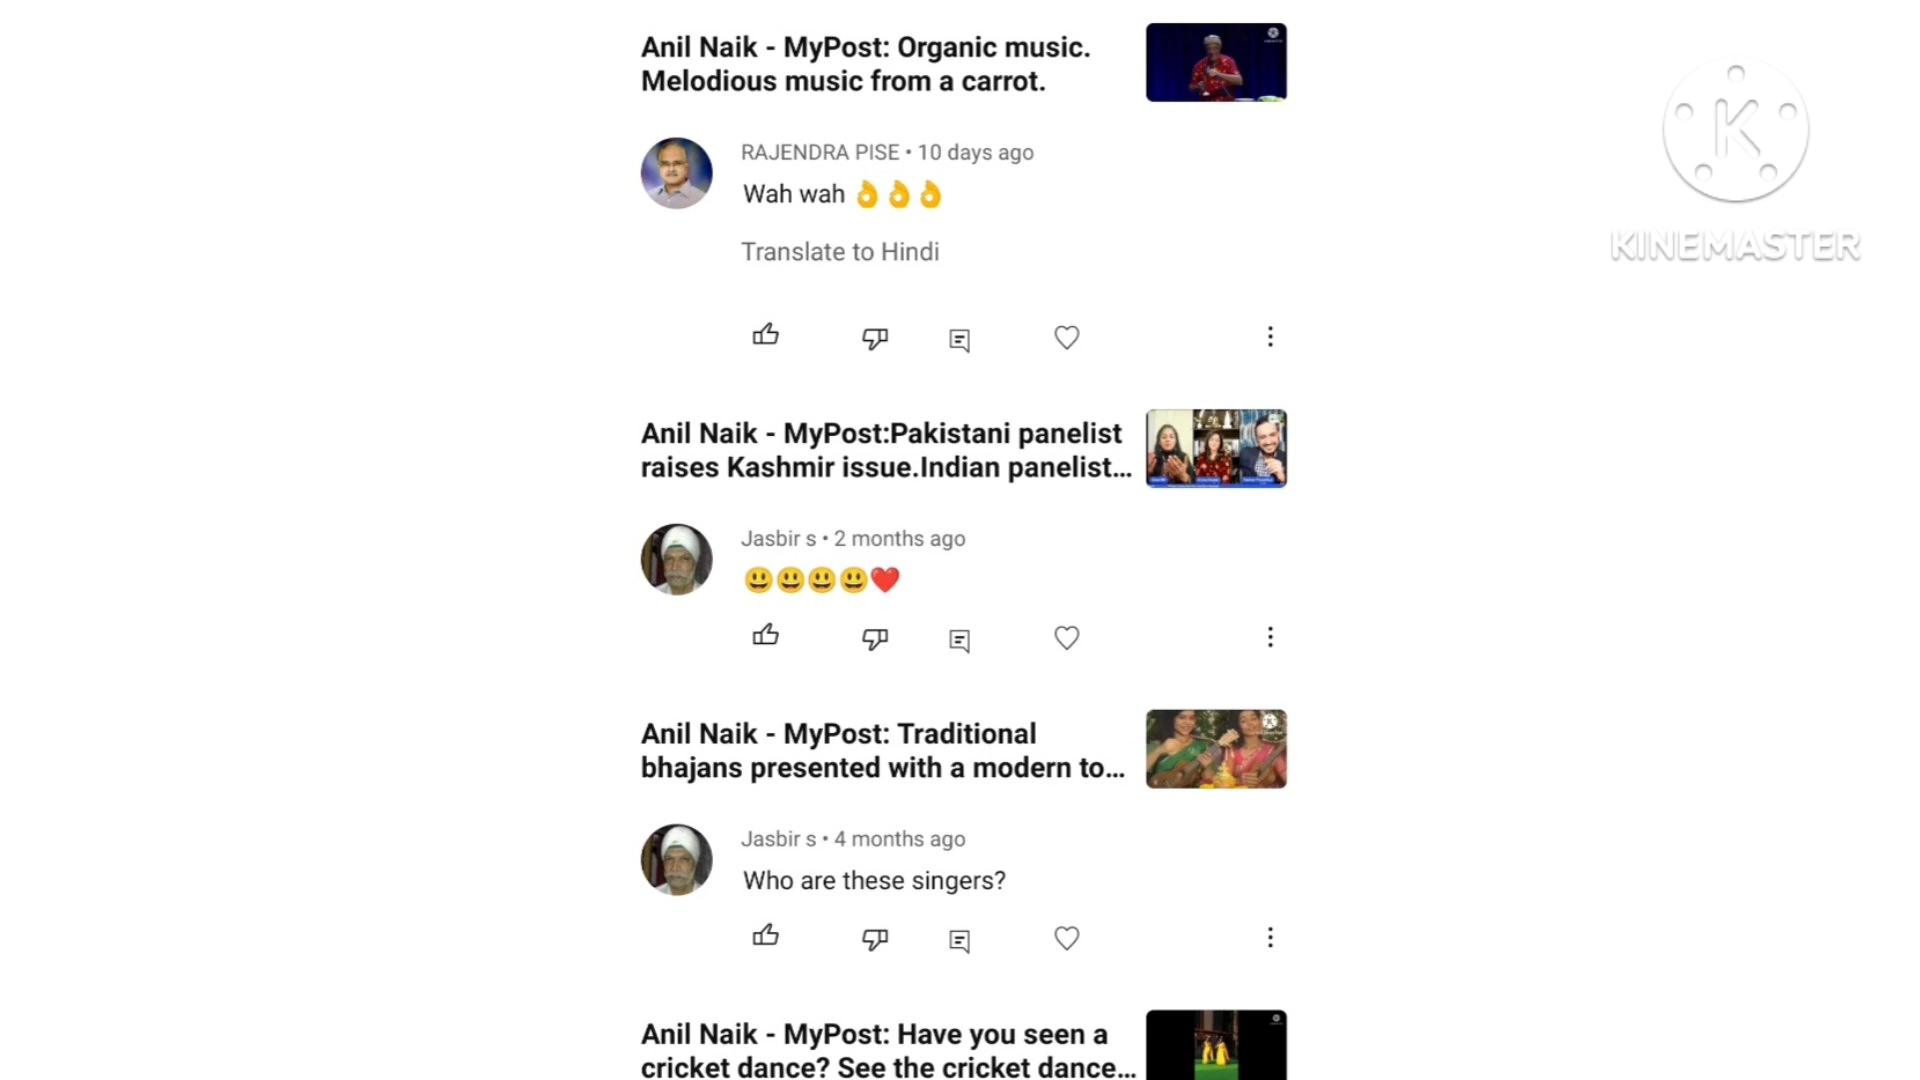 Anil Naik - MyPost: Organic music.
Melodious music from a carrot.
RAJENDRA PISE • 10 days ago
Wah wah 👌👌👌
Translate to Hindi
KINEMASTER
Anil Naik - MyPost:Pakistani panelist
raises Kashmir issue.Indian panelist...
Jasbir s • 2 months ago
😃😃😃😃❤️
Anil Naik - MyPost: Traditional
bhajans presented with a modern to...
Jasbir s • 4 months ago
Who are these singers?
Anil Naik - MyPost: Have you seen a
cricket dance? See the cricket dance...